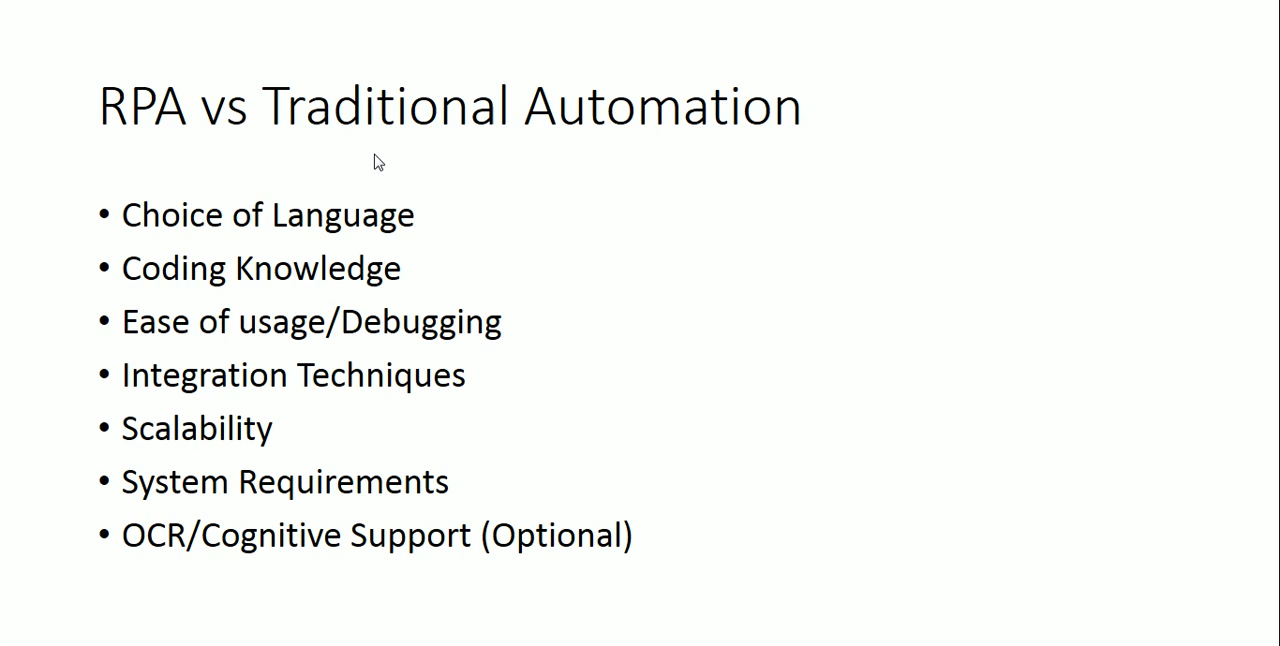 RPA vs Traditional Automation
• Choice of Language
• Coding Knowledge
• Ease of usage/Debugging
• Integration Techniques
• Scalability
• System Requirements
• OCR/Cognitive Support (Optional)